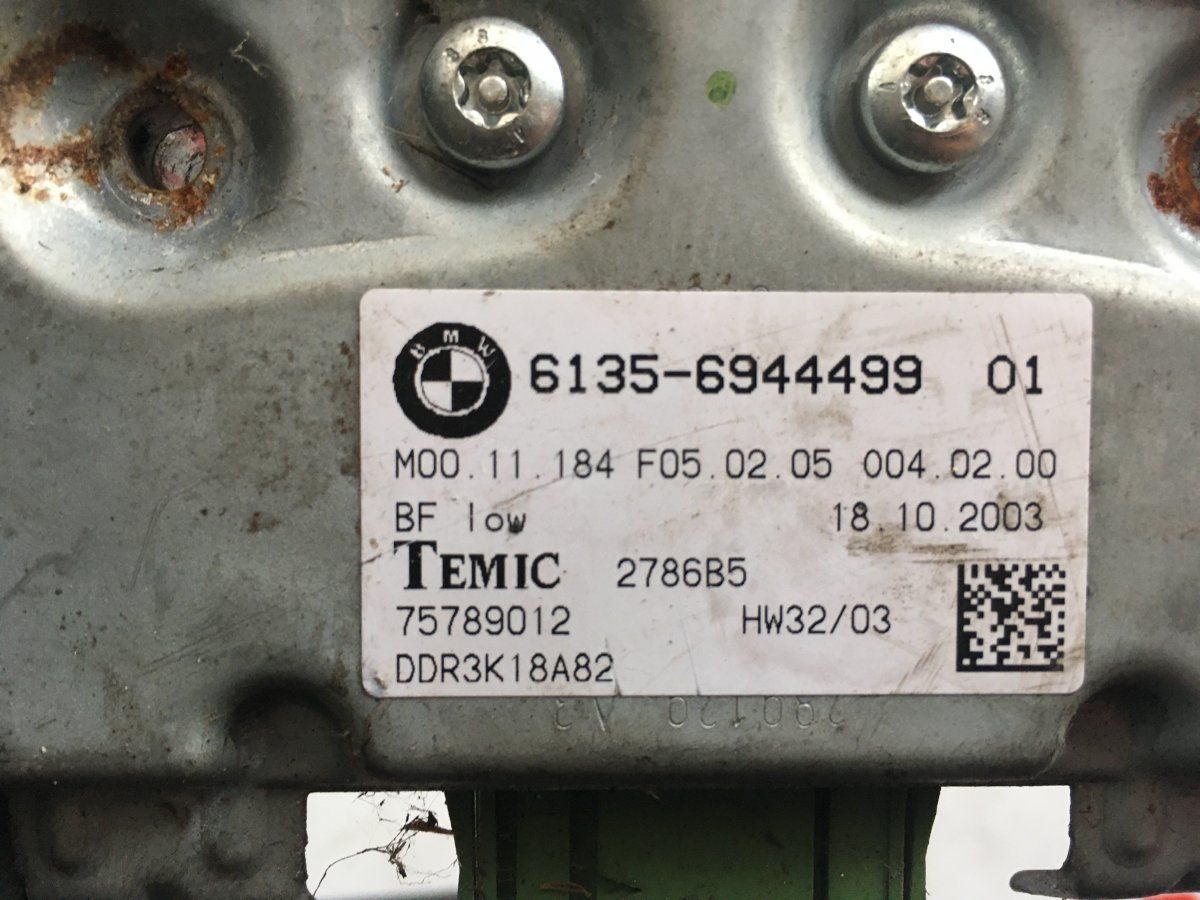 BMW 6135-6944499 01
M00.11.184 F05.02.05 004.02.00
BF low 18.10.2003
TEMIC 2786B5
75789012 HW32/03
DDR3K18A82